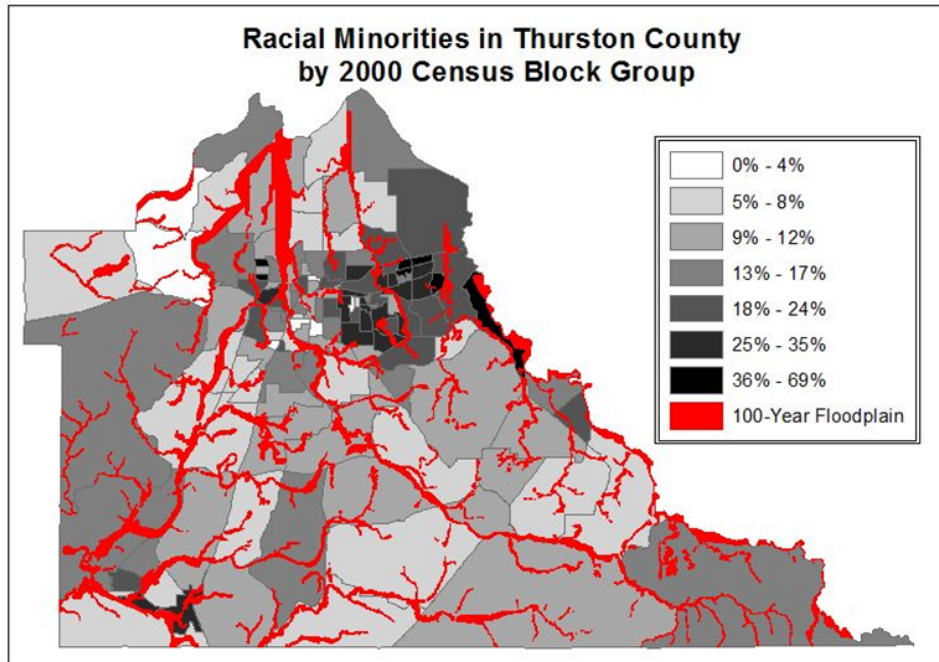 Racial Minorities in Thurston County
by 2000 Census Block Group
0% - 4%
5% - 8%
9% - 12%
13% - 17%
18% - 24%
25% - 35%
36% - 69%
100-Year Floodplain